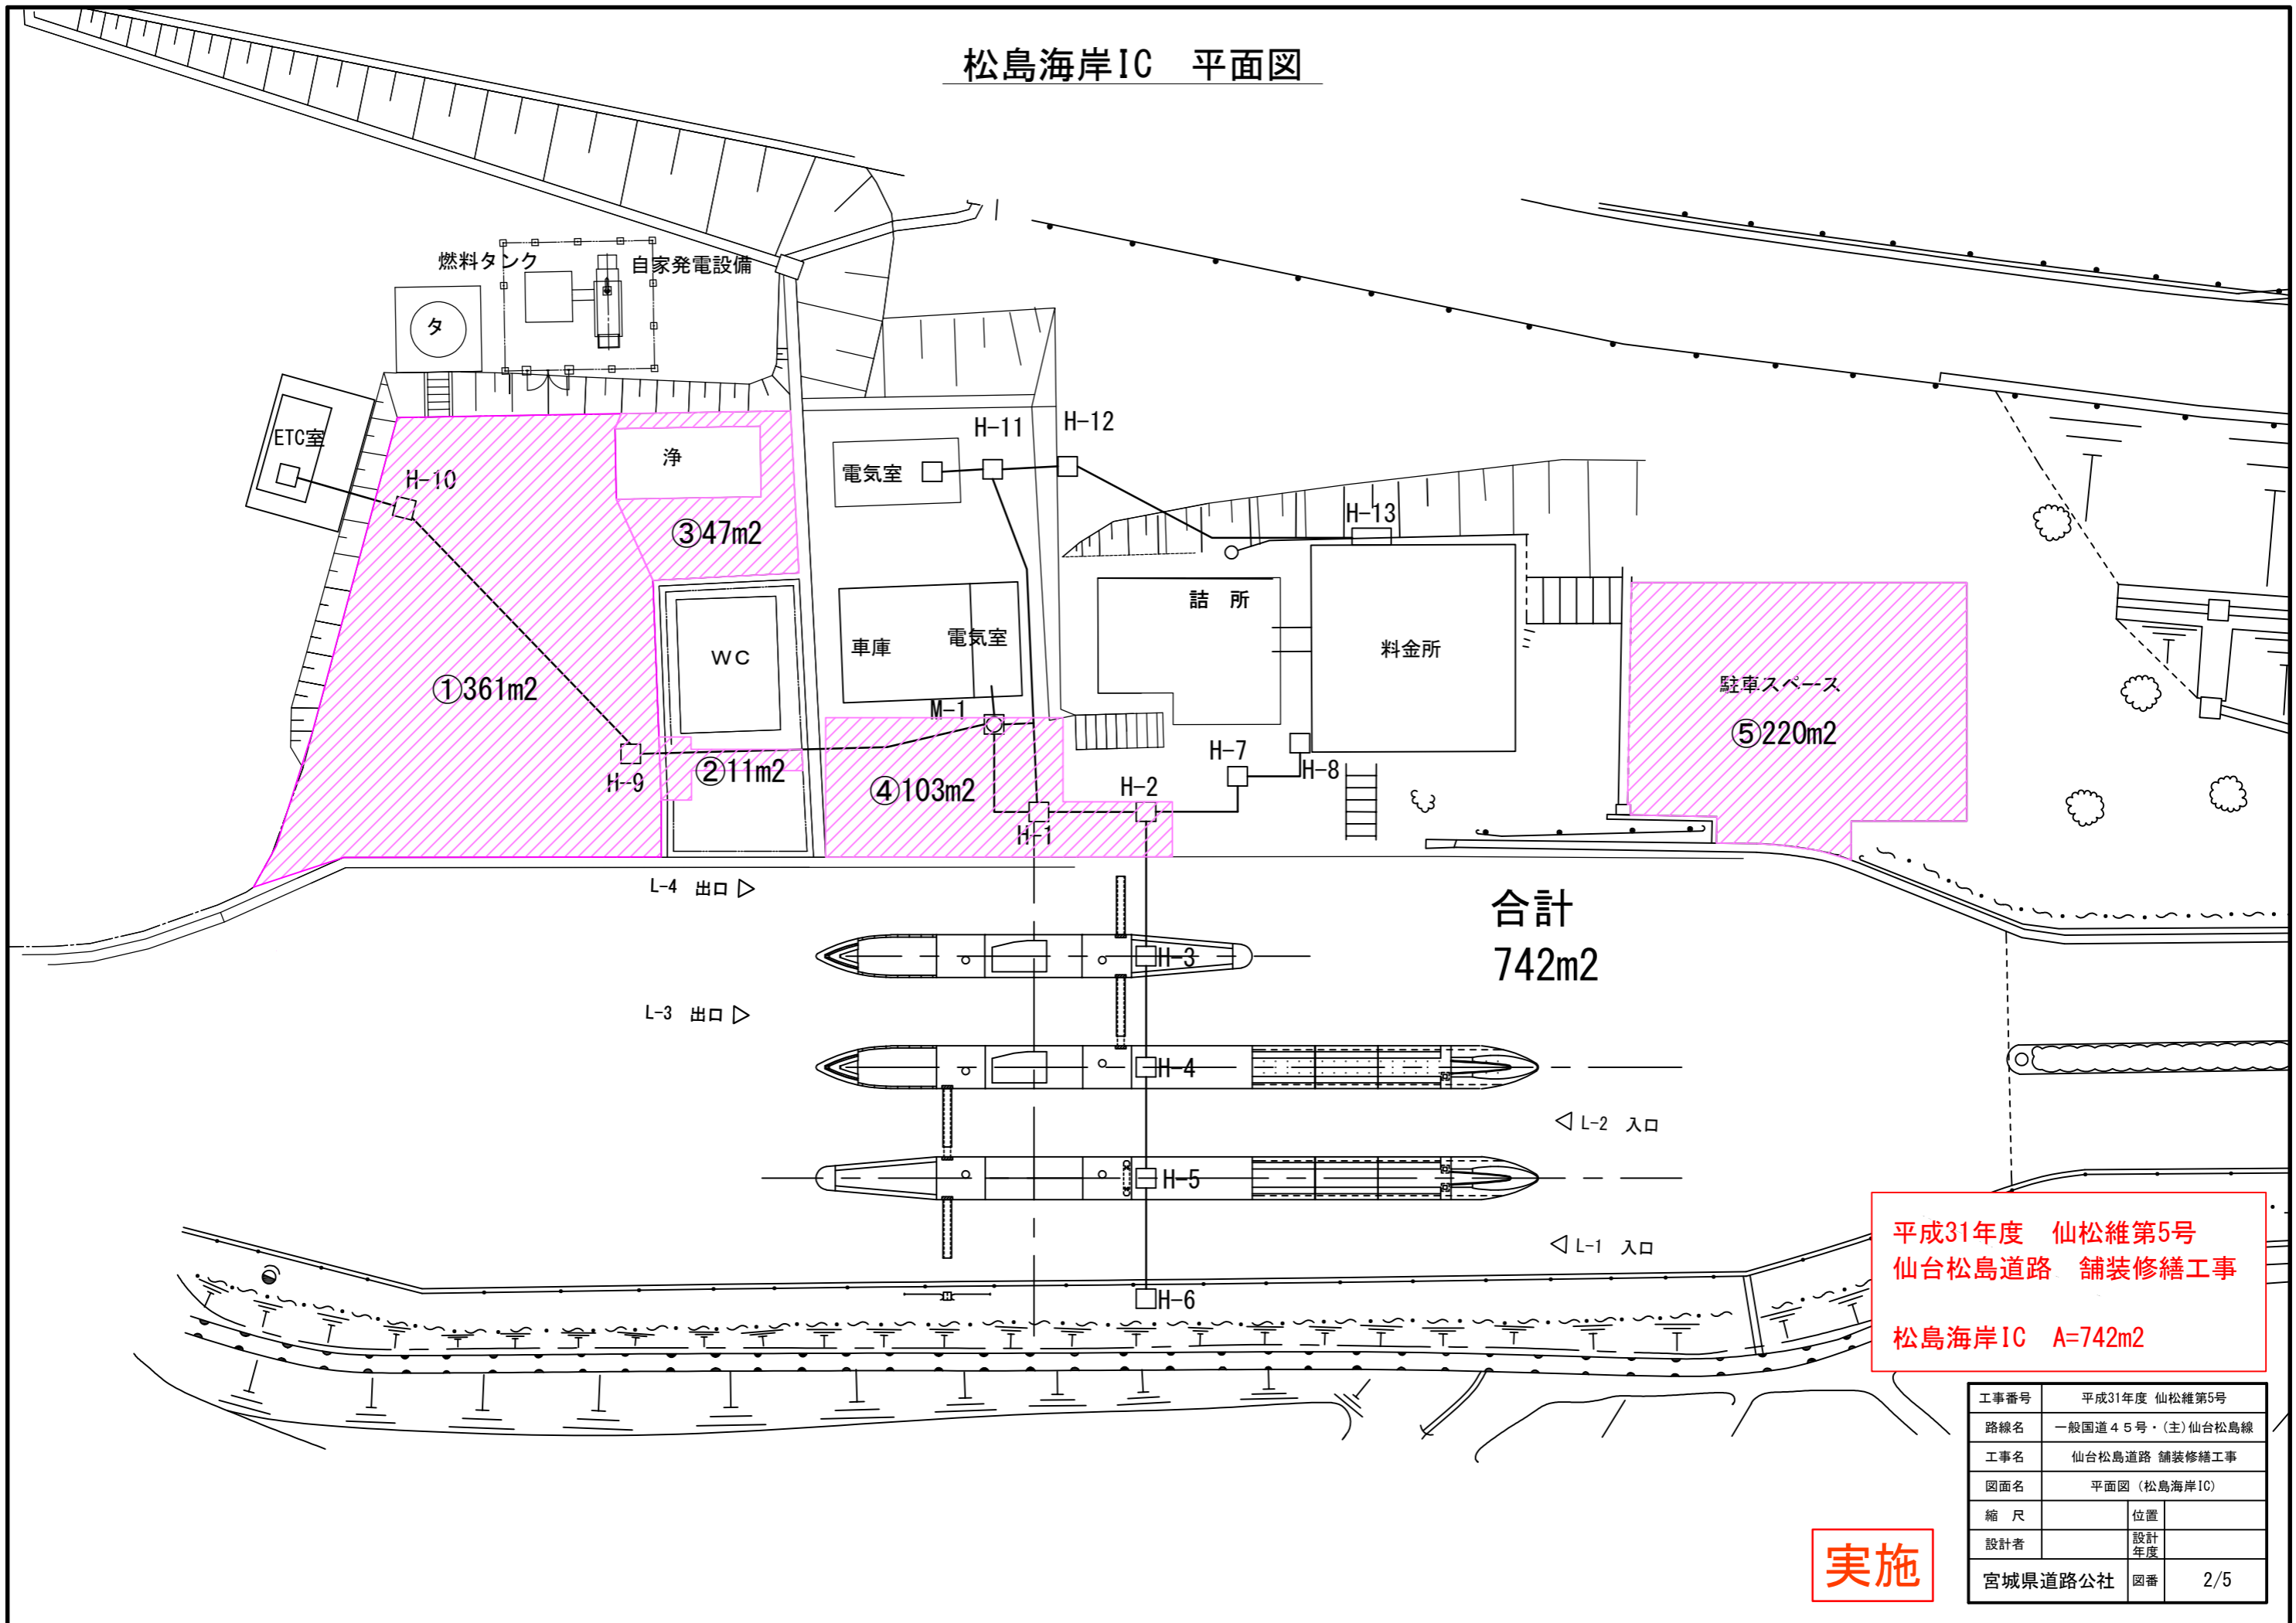 松島海岸IC　平面図
燃料タンク
自家発電設備
タ
ETC室
浄
H-10
電気室
H-11
H-12
H-13
③47m2
詰　所
WC
車庫
電気室
料金所
①361m2
駐車スペース
M-1
⑤220m2
H-9
②11m2
④103m2
H-7
H-8
H-2
H-1
L-4　出口
合計
742m2
H-3
L-3　出口
H-4
L-2　入口
H-5
L-1　入口
H-6
平成31年度　仙松維第5号
仙台松島道路　舗装修繕工事
松島海岸IC　A=742m2
工事番号　平成31年度 仙松維第5号
路線名　一般国道４５号・(主)仙台松島線
工事名　仙台松島道路 舗装修繕工事
図面名　平面図（松島海岸IC）
縮　尺　位置
設計者　設計年度
宮城県道路公社　図番　2/5
実施